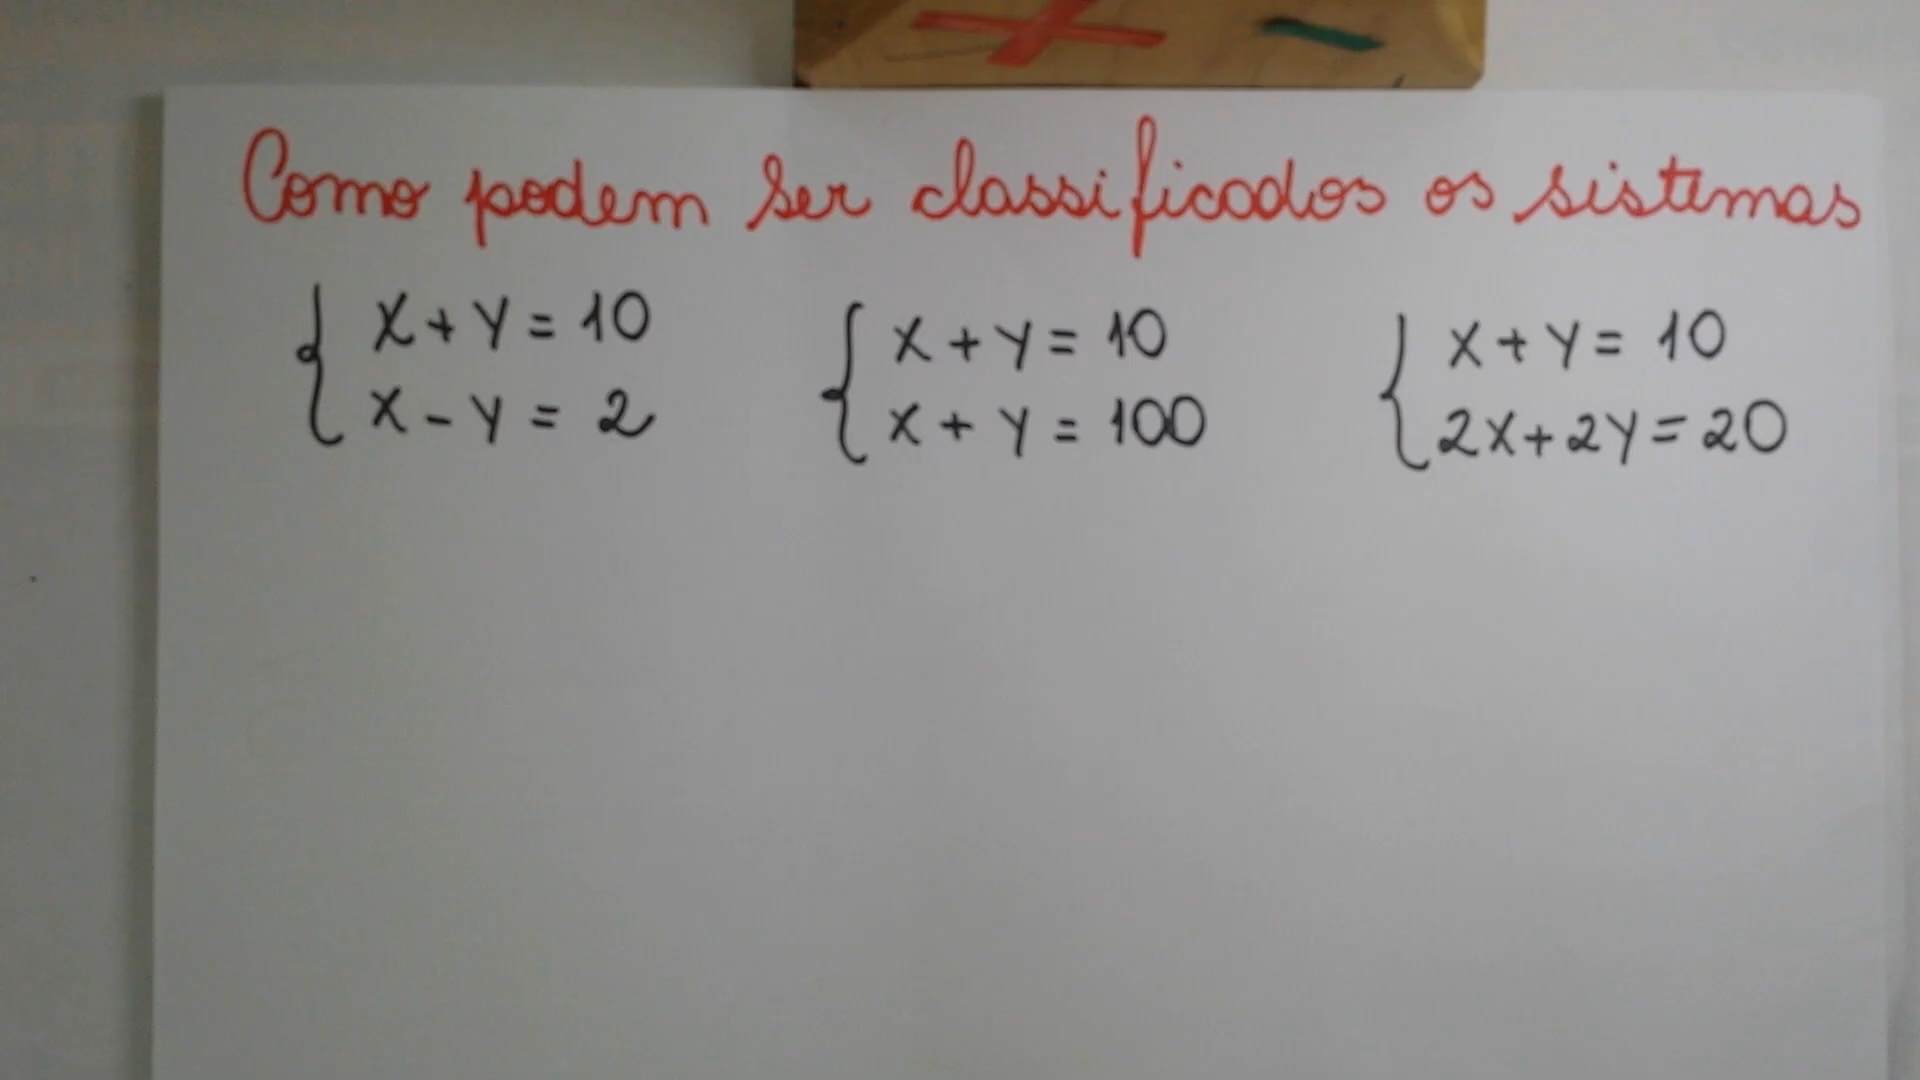 + -
Como podem ser classificados os sistemas
{ x + y = 10
x - y = 2
{ x + y = 10
x + y = 100
{ x + y = 10
2x + 2y = 20